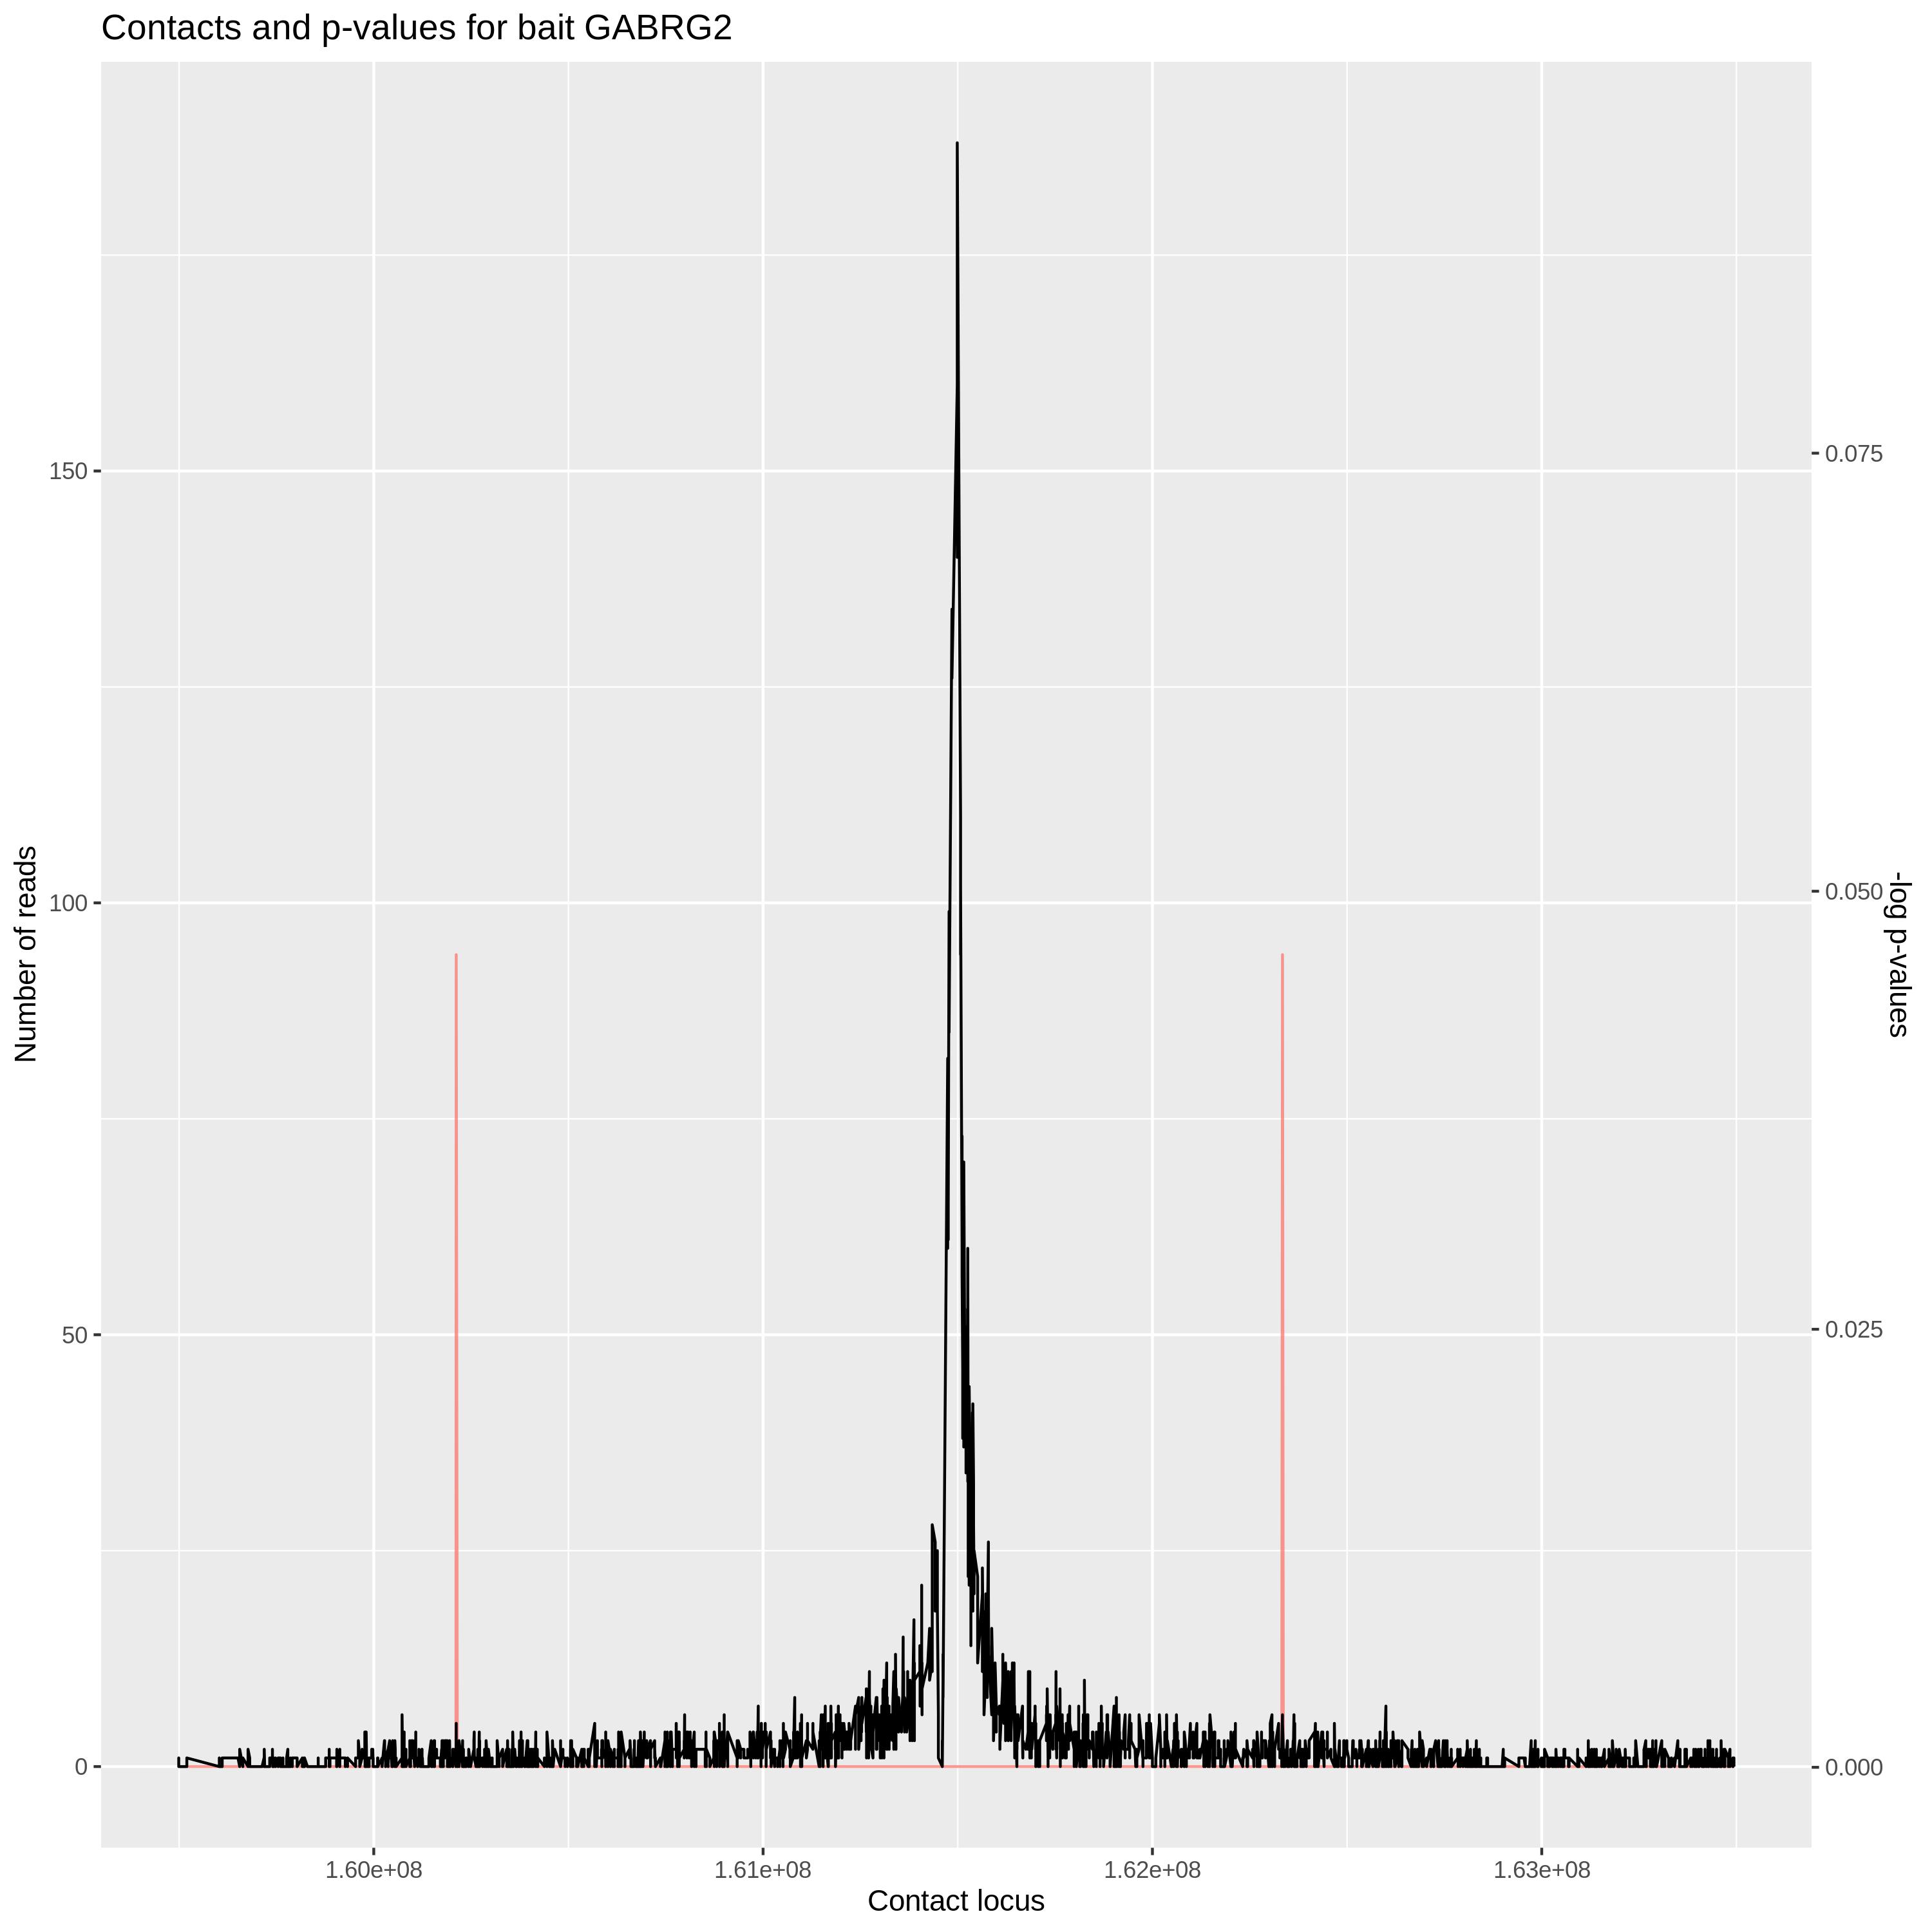 Contacts and p-values for bait GABRG2
Number of reads
150
100
50
0
0.075
0.050
0.025
0.000
-log p-values
1.60e+08 1.61e+08 1.62e+08 1.63e+08
Contact locus